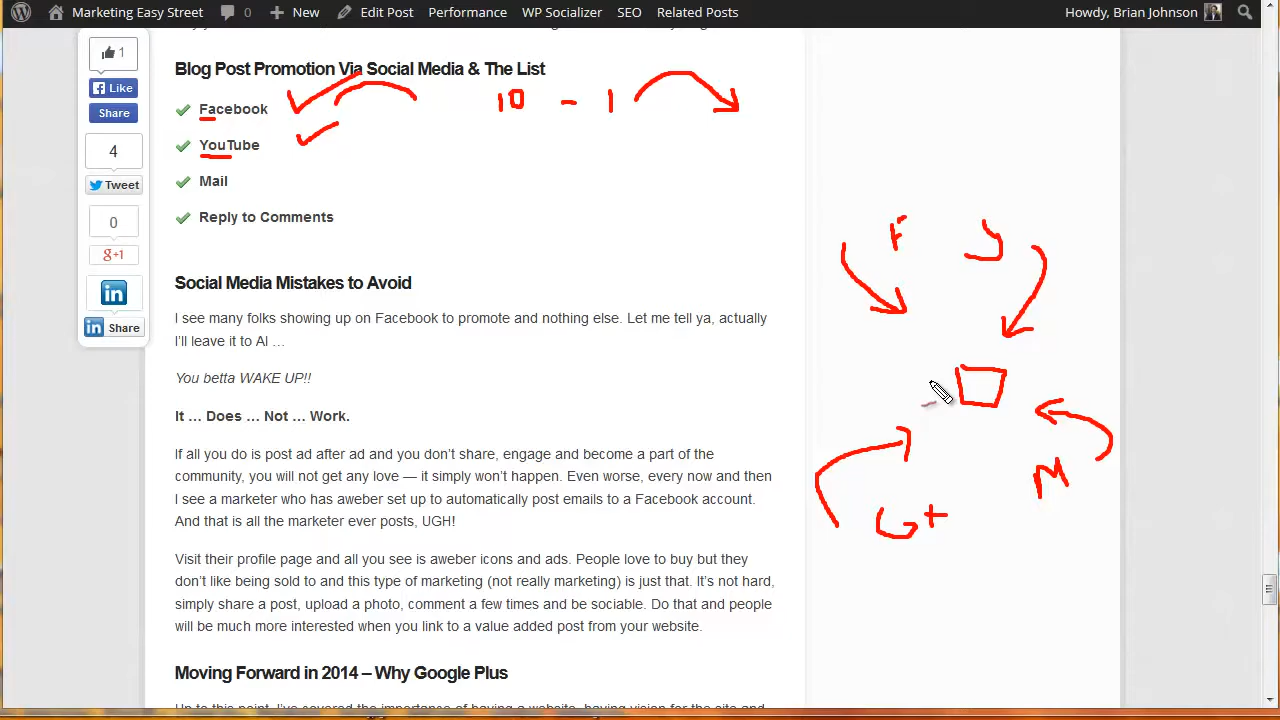 Marketing Easy Street 0 New Edit Post Performance WP Socializer SEO Related Posts Howdy, Brian Johnson
1
Like
Share
4
Tweet
0
g+1
in
in Share
Blog Post Promotion Via Social Media & The List
Facebook 10 - 1
YouTube
Mail
Reply to Comments
F y
Social Media Mistakes to Avoid
I see many folks showing up on Facebook to promote and nothing else. Let me tell ya, actually
I'll leave it to Al …
You betta WAKE UP!!
It … Does … Not … Work.
If all you do is post ad after ad and you don't share, engage and become a part of the
community, you will not get any love — it simply won't happen. Even worse, every now and then
I see a marketer who has aweber set up to automatically post emails to a Facebook account.
And that is all the marketer ever posts, UGH!
M
G+
Visit their profile page and all you see is aweber icons and ads. People love to buy but they
don't like being sold to and this type of marketing (not really marketing) is just that. It's not hard,
simply share a post, upload a photo, comment a few times and be sociable. Do that and people
will be much more interested when you link to a value added post from your website.
Moving Forward in 2014 – Why Google Plus